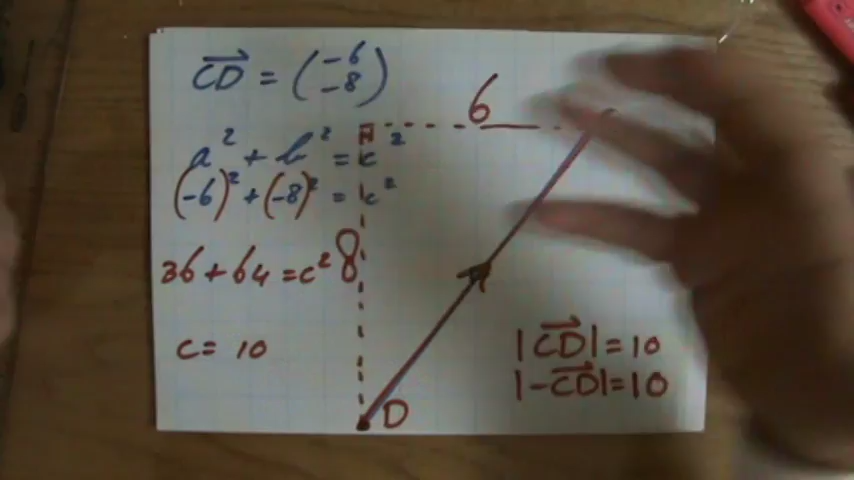 CD = (-6 -8)
6
a² + b² = c²
(-6)² + (-8)² = c²
36 + 64 = c²
8
c = 10
|CD| = 10
|-CD| = 10
D